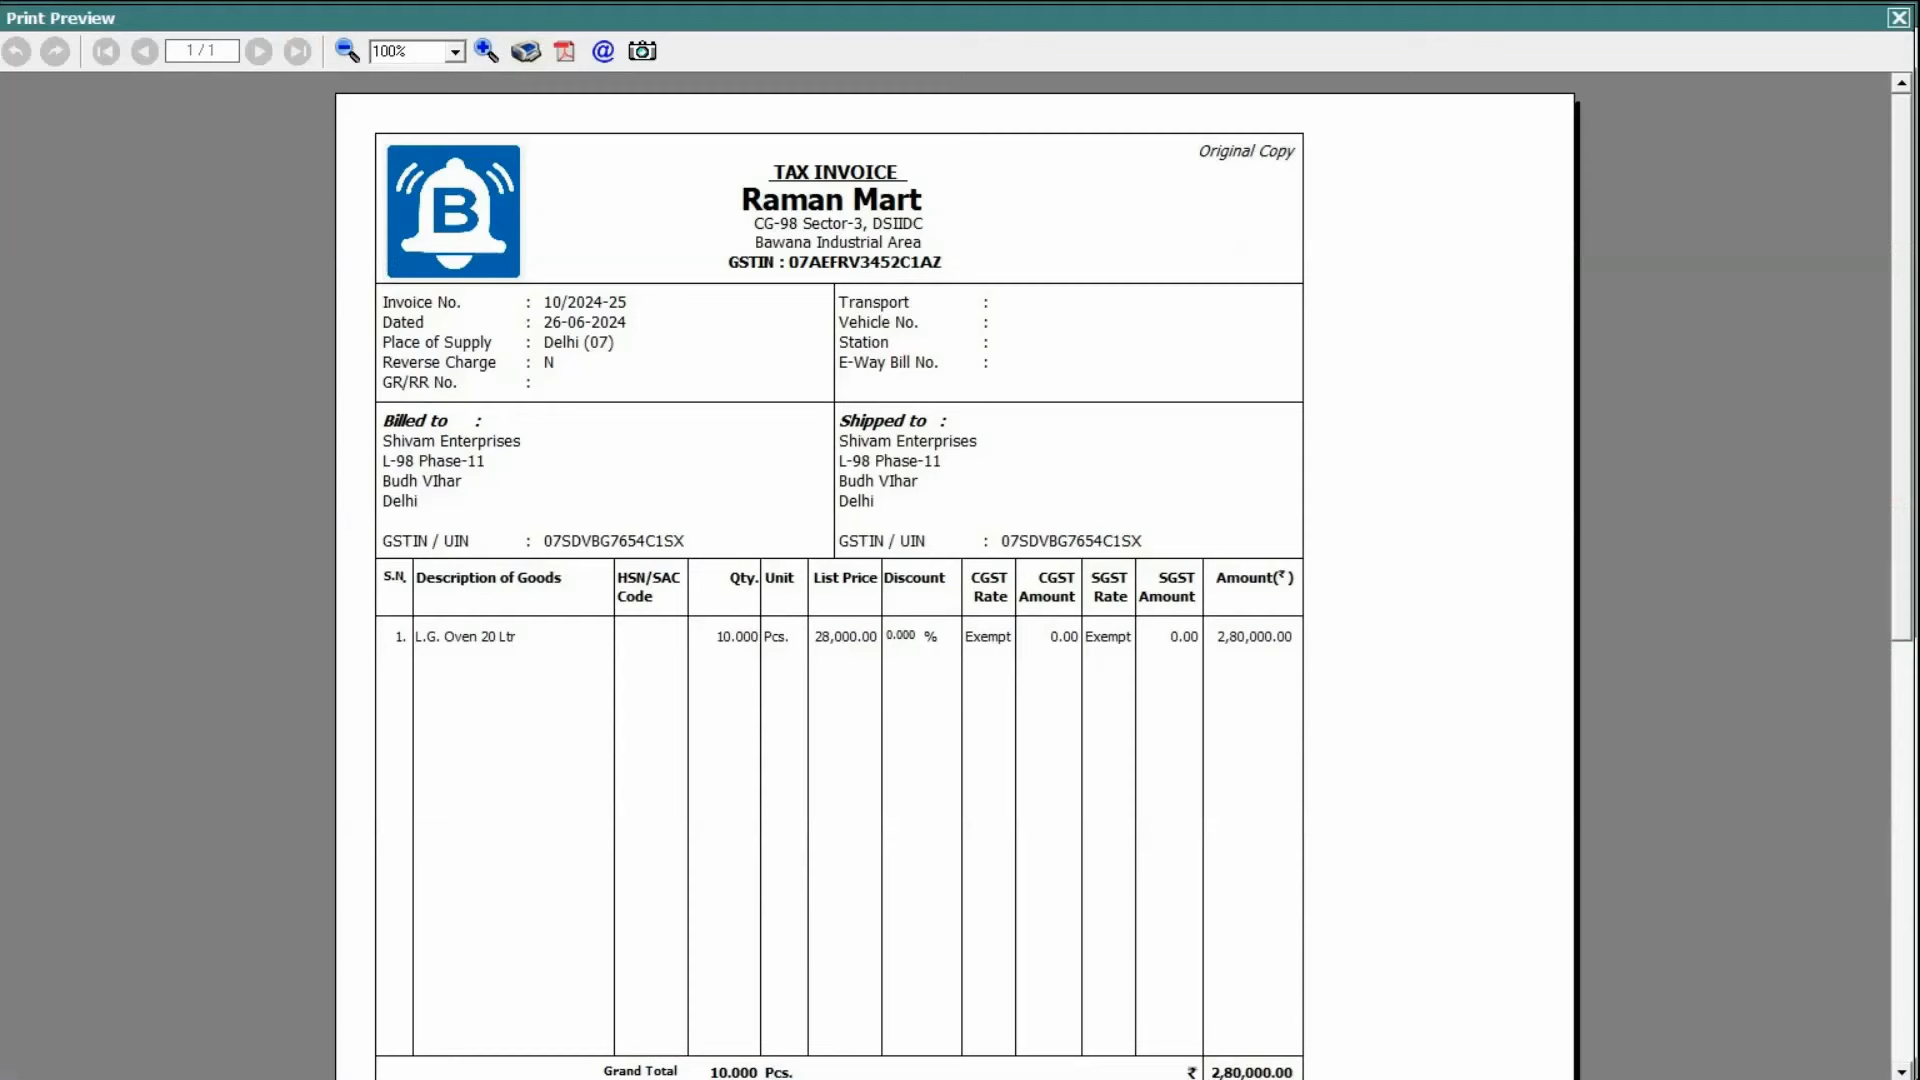 Print Preview
1 / 1
100%
@
Original Copy
B
TAX INVOICE
Raman Mart
CG-98 Sector-3, DSIIDC
Bawana Industrial Area
GSTIN : 07AEFRV3452C1AZ
Invoice No. : 10/2024-25
Dated : 26-06-2024
Place of Supply : Delhi (07)
Reverse Charge : N
GR/RR No. :
Transport :
Vehicle No. :
Station :
E-Way Bill No. :
Billed to :
Shivam Enterprises
L-98 Phase-11
Budh VIhar
Delhi
GSTIN / UIN : 07SDVBG7654C1SX
Shipped to :
Shivam Enterprises
L-98 Phase-11
Budh VIhar
Delhi
GSTIN / UIN : 07SDVBG7654C1SX
S.N. Description of Goods HSN/SAC Code Qty. Unit List Price Discount CGST Rate CGST Amount SGST Rate SGST Amount Amount(₹)
1. L.G. Oven 20 Ltr 10.000 Pcs. 28,000.00 0.000 % Exempt 0.00 Exempt 0.00 2,80,000.00
Grand Total 10.000 Pcs. ₹ 2,80,000.00